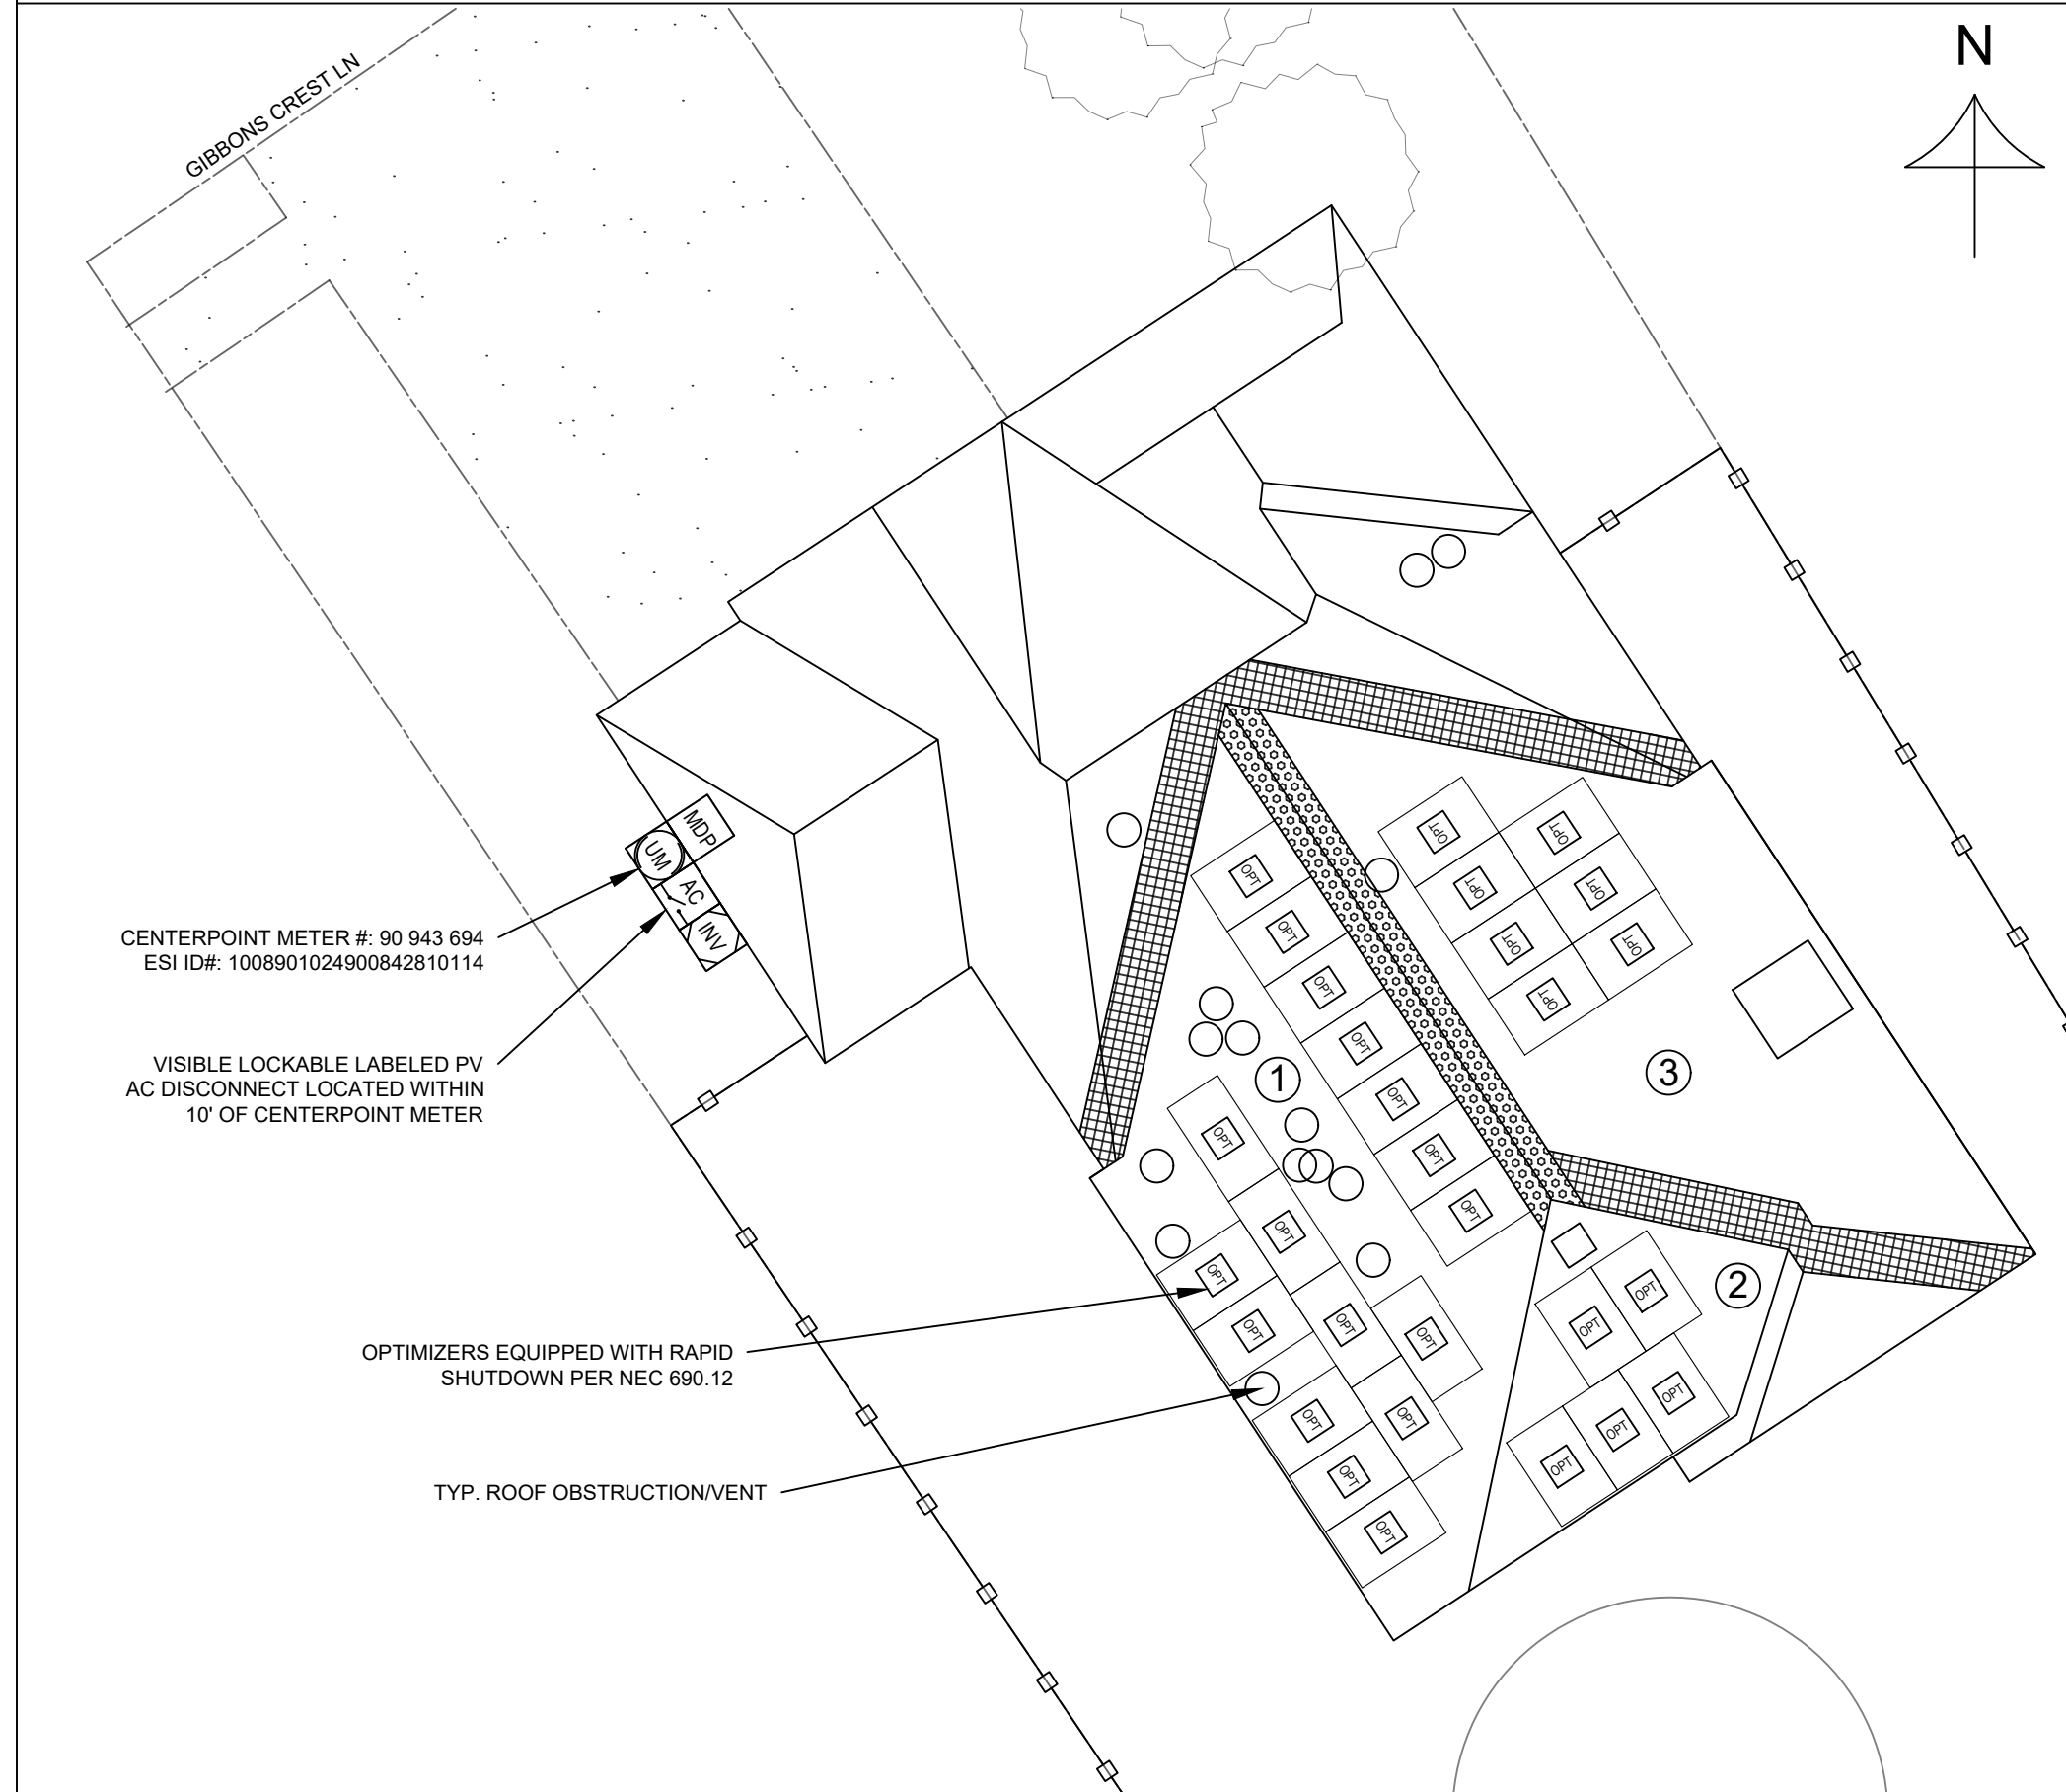 N
GIBBONS CREST LN
MDP
UM
AC
INV
CENTERPOINT METER #: 90 943 694
ESI ID#: 1008901024900842810114
VISIBLE LOCKABLE LABELED PV
AC DISCONNECT LOCATED WITHIN
10' OF CENTERPOINT METER
OPT
OPT
OPT
OPT
OPT
OPT
OPT
3
OPT
OPT
OPT
OPT
OPT
OPT
OPT
1
OPT
OPT
OPT
OPT
OPT
OPT
OPT
OPT
OPT
OPT
2
OPT
OPT
OPT
OPT
OPT
OPTIMIZERS EQUIPPED WITH RAPID
SHUTDOWN PER NEC 690.12
TYP. ROOF OBSTRUCTION/VENT